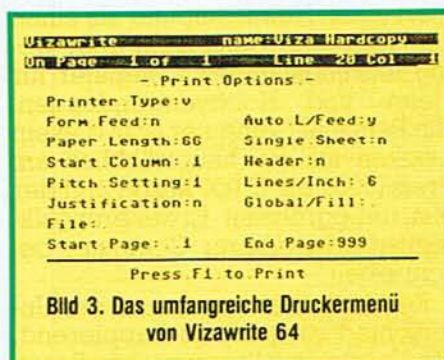 Vizawrite name:Viza Hardcopy
On Page 1 of 1 Line 28 Col 1
-.Print.Options.-
Printer.Type:v
Form.Feed:n Auto.L/Feed:y
Paper.Length:66 Single.Sheet:n
Start.Column: 1 Header:n
Pitch.Setting:1 Lines/Inch: 6
Justification:n Global/Fill:.
File:.
Start.Page:. 1 End.Page:999
Press.F1.to.Print
Bild 3. Das umfangreiche Druckermenü
von Vizawrite 64